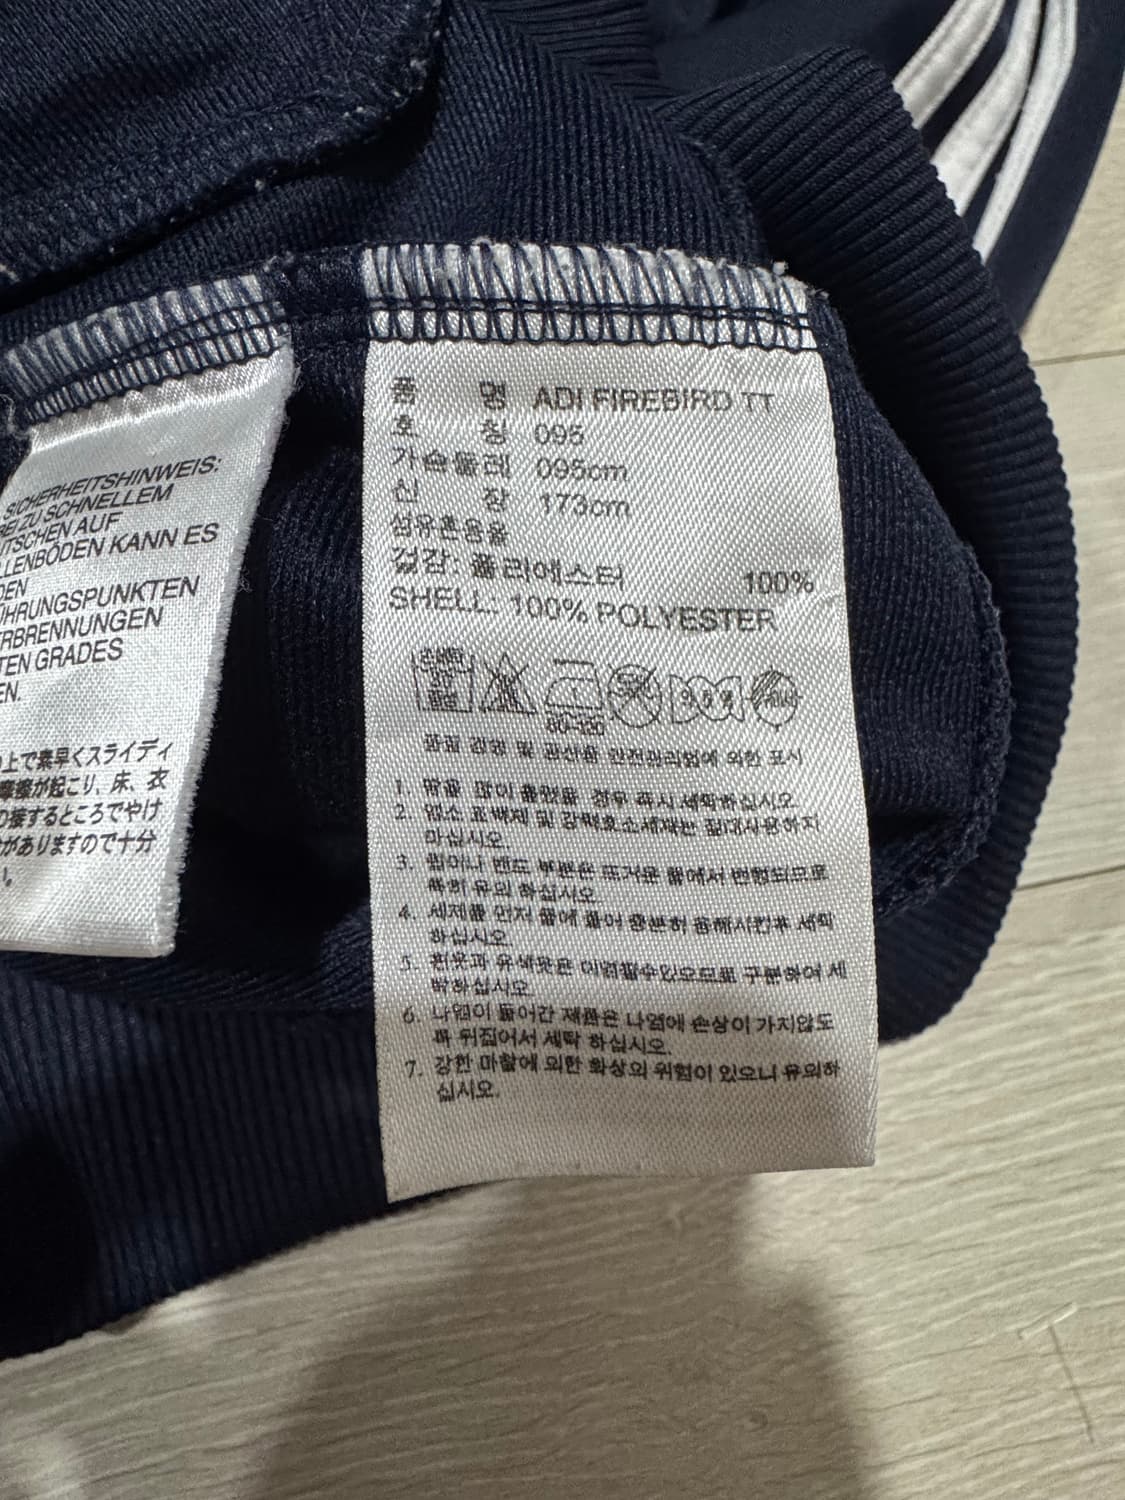 SICHERHEITSHINWEIS:
EI ZU SCHNELLEM
TSCHEN AUF
LLENBÖDEN KANN ES
DEN
ÜHRUNGSPUNKTEN
RBRENNUNGEN
TEN GRADES
EN.
上で素早くスライディ
摩擦が起こり、床、衣
の接するところでやけ
がありますので十分
い。
품 명 ADI FIREBIRD TT
호 칭 095
가슴둘레 095cm
신 장 173cm
섬유혼용율
겉감: 폴리에스터 100%
SHELL: 100% POLYESTER
80-120
품질 경영 및 공산품 안전관리법에 의한 표시
1. 땀을 많이 흘렸을 경우 즉시 세탁하십시오.
2. 염소 표백제 및 강력효소세제는 절대사용하지
마십시오.
3. 립이나 밴드 부분은 뜨거운 물에서 변형되므로
특히 유의 하십시오.
4. 세제를 먼저 물에 풀어 충분히 용해시킨후 세탁
하십시오.
5. 흰옷과 유색옷은 이염될수있으므로 구분하여 세
탁하십시오.
6. 나염이 들어간 제품은 나염에 손상이 가지않도
록 뒤집어서 세탁 하십시오.
7. 강한 마찰에 의한 화상의 위험이 있으니 유의하
십시오.